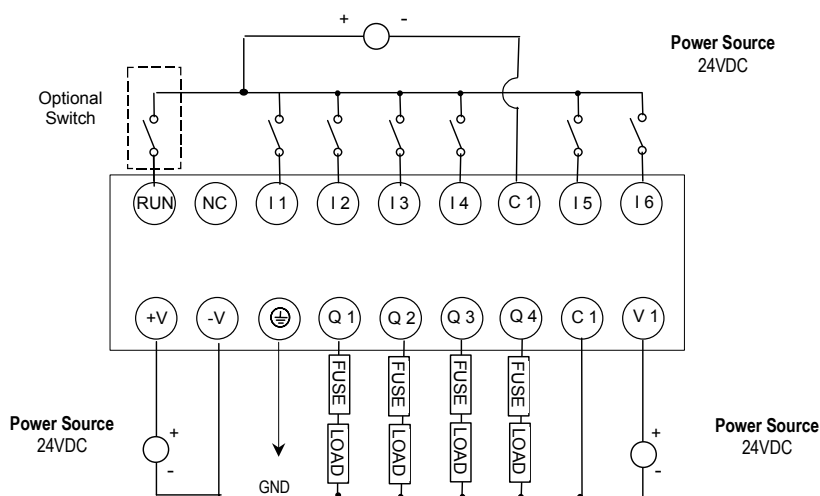 + -
Power Source
24VDC
Optional
Switch
RUN NC I 1 I 2 I 3 I 4 C 1 I 5 I 6
+V -V Q 1 Q 2 Q 3 Q 4 C 1 V 1
FUSE FUSE FUSE FUSE
LOAD LOAD LOAD LOAD
Power Source
24VDC
+
-
GND
Power Source
24VDC
+
-